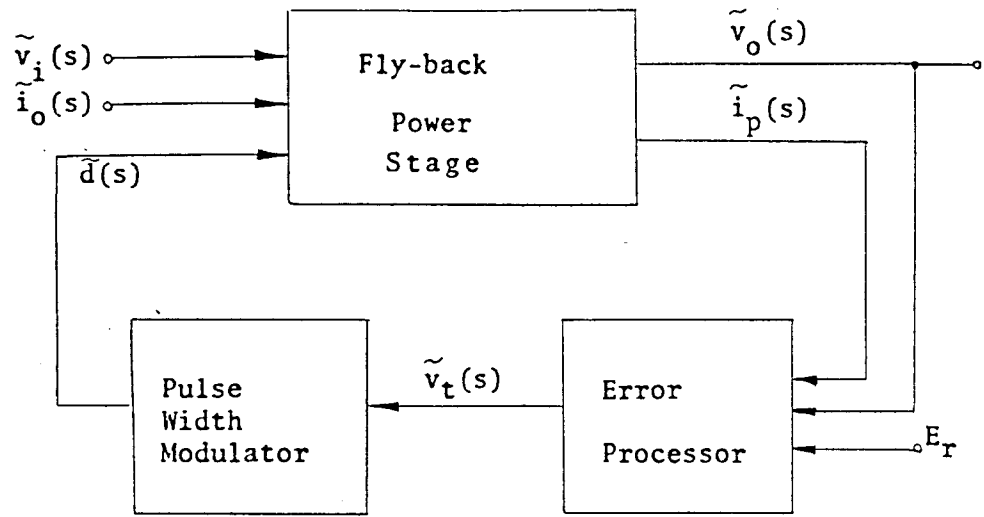 ṽi(s)
ĩo(s)
d̃(s)
Fly-back
Power
Stage
ṽo(s)
ĩp(s)
Pulse
Width
Modulator
ṽt(s)
Error
Processor
Er